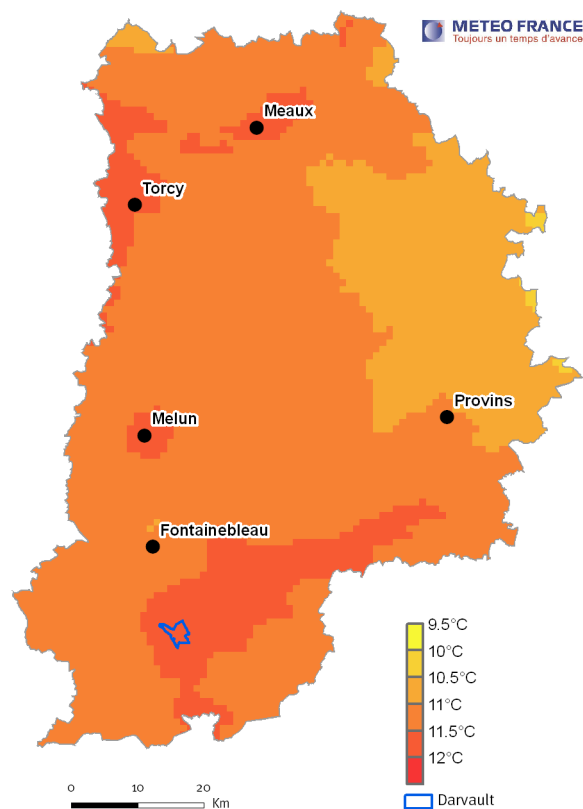 METEO FRANCE
Toujours un temps d'avance
Meaux
Torcy
Provins
Melun
Fontainebleau
9.5°C
10°C
10.5°C
11°C
11.5°C
12°C
Darvault
0 10 20
Km